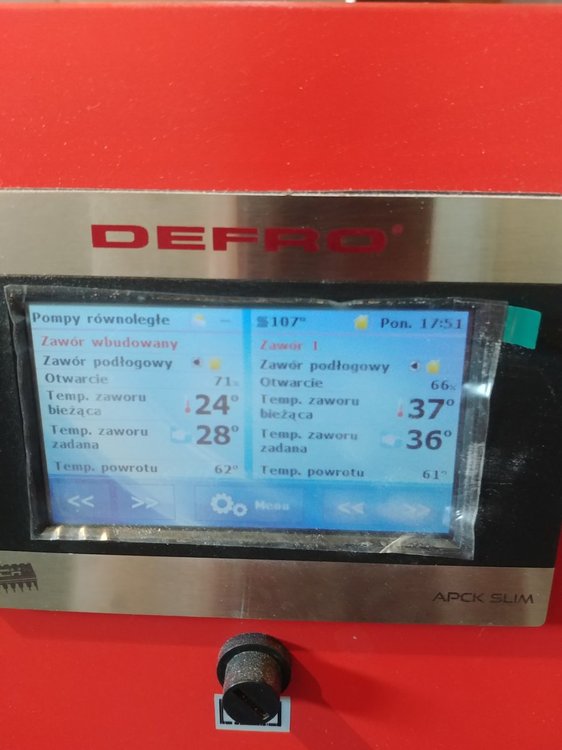 DEFRO®
Pompy równoległe -- 107° Pon. 17:51
Zawór wbudowany
Zawór podłogowy
Otwarcie 71%
Temp. zaworu bieżąca 24°
Temp. zaworu zadana 28°
Temp. powrotu 62°
Zawór 1
Zawór podłogowy
Otwarcie 66%
Temp. zaworu bieżąca 37°
Temp. zaworu zadana 36°
Temp. powrotu 61°
<< >> Menu << >>
APCK SLIM